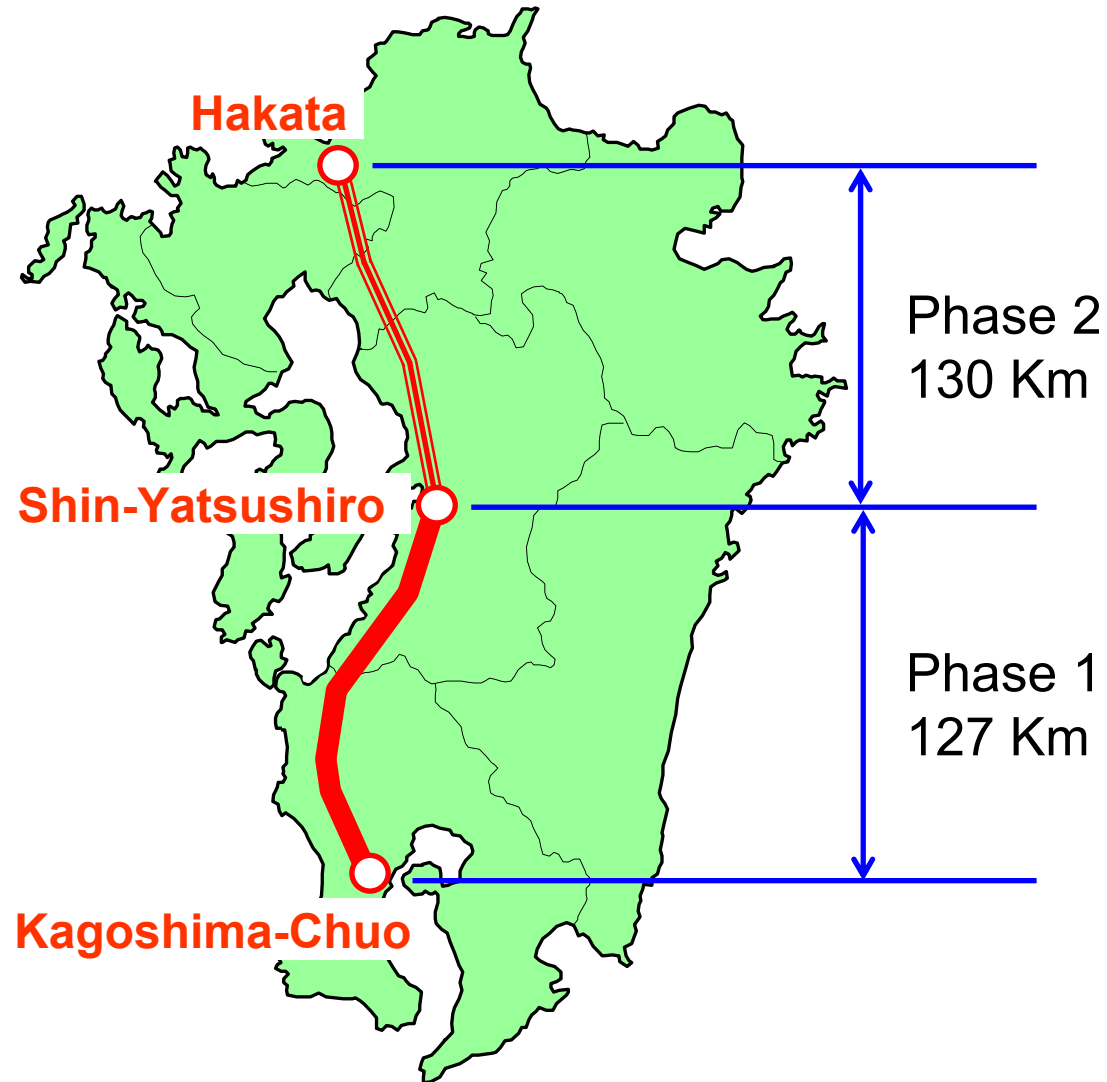 Hakata
Phase 2
130 Km
Shin-Yatsushiro
Phase 1
127 Km
Kagoshima-Chuo